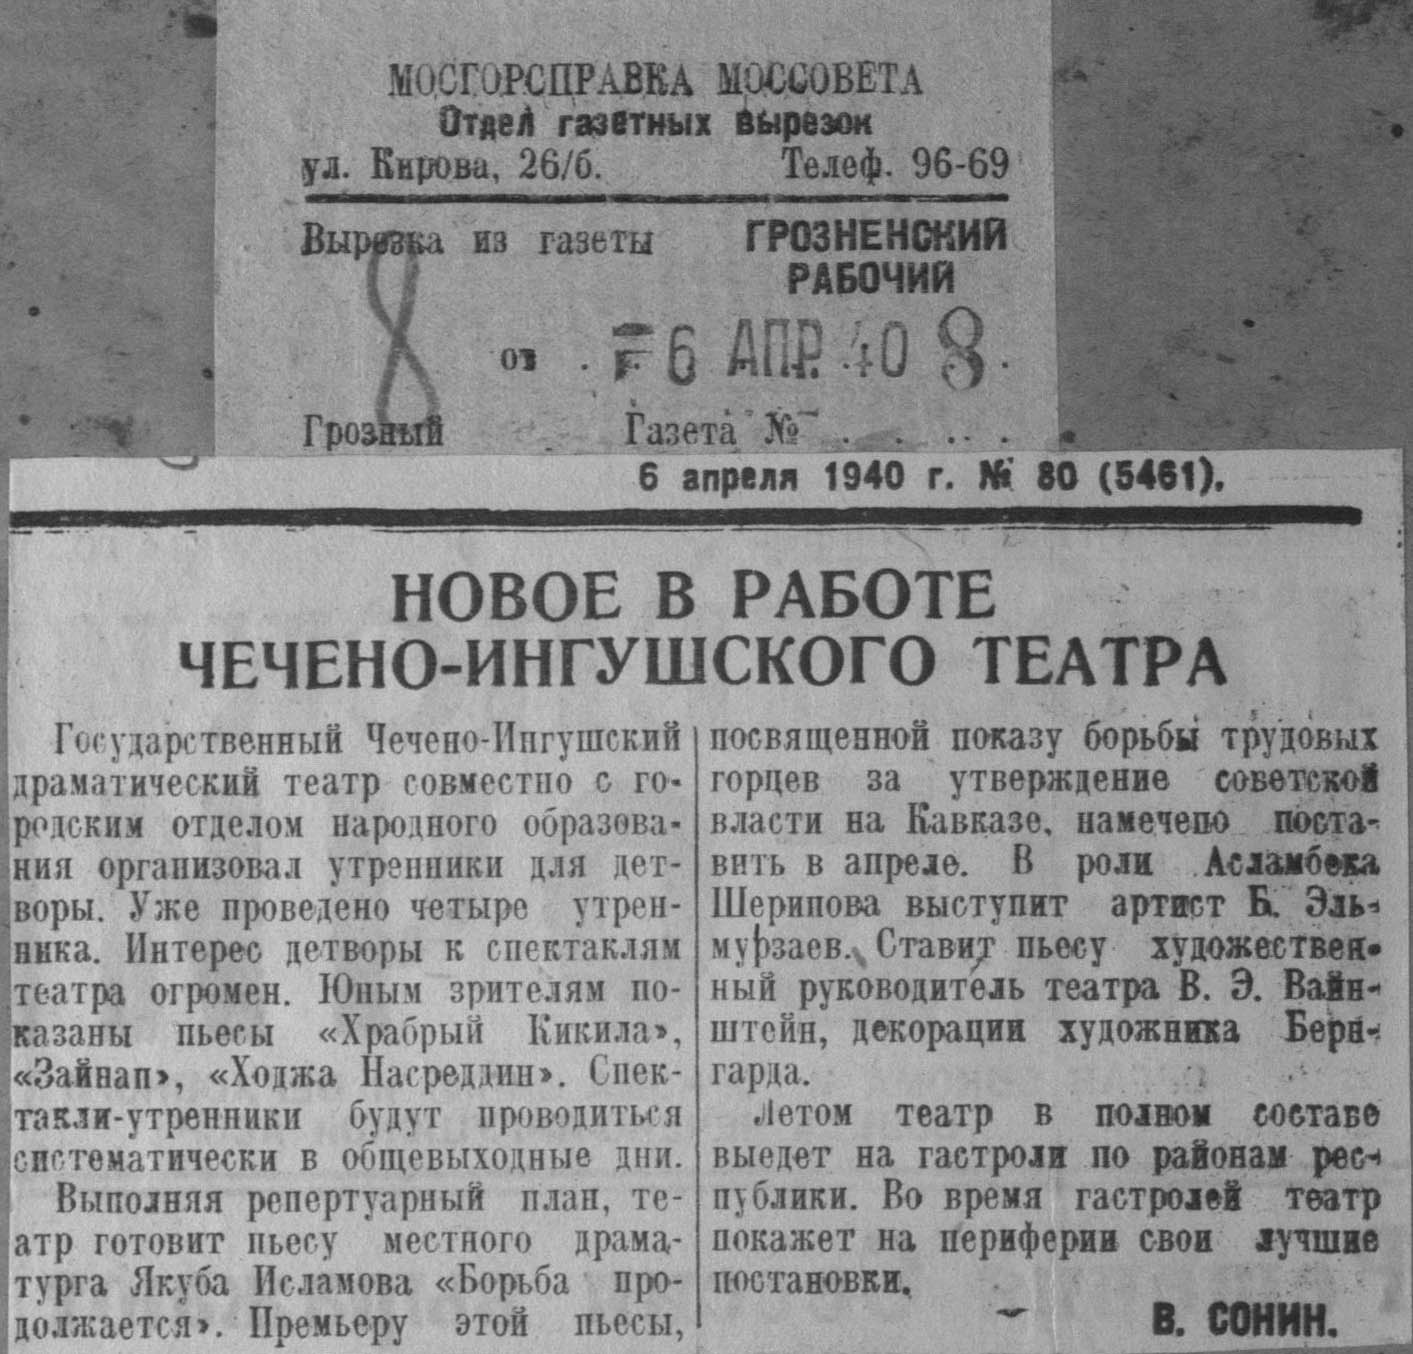 МОСГОРСПРАВКА МОССОВЕТА
Отдел газетных вырезок
ул. Кирова, 26/б. Телеф. 96-69
Вырезка из газеты ГРОЗНЕНСКИЙ
РАБОЧИЙ
8
от . 6 АПР. 40 8 .
Грозный Газета № . . . .
6 апреля 1940 г. № 80 (5461).
НОВОЕ В РАБОТЕ
ЧЕЧЕНО-ИНГУШСКОГО ТЕАТРА
Государственный Чечено-Ингушский
драматический театр совместно с го-
родским отделом народного образова-
ния организовал утренники для дет-
воры. Уже проведено четыре утрен-
ника. Интерес детворы к спектаклям
театра огромен. Юным зрителям по-
казаны пьесы «Храбрый Кикила»,
«Зайнап», «Ходжа Насреддин». Спек-
такли-утренники будут проводиться
систематически в общевыходные дни.
Выполняя репертуарный план, те-
атр готовит пьесу местного драма-
турга Якуба Исламова «Борьба про-
должается». Премьеру этой пьесы,
посвященной показу борьбы трудовых
горцев за утверждение советской
власти на Кавказе, намечено поста-
вить в апреле. В роли Асламбека
Шерипова выступит артист Б. Эль-
мурзаев. Ставит пьесу художествен-
ный руководитель театра В. Э. Вайн-
штейн, декорации художника Берн-
гарда.
Летом театр в полном составе
выедет на гастроли по районам рес-
публики. Во время гастролей театр
покажет на периферии свои лучшие
постановки.
В. СОНИН.